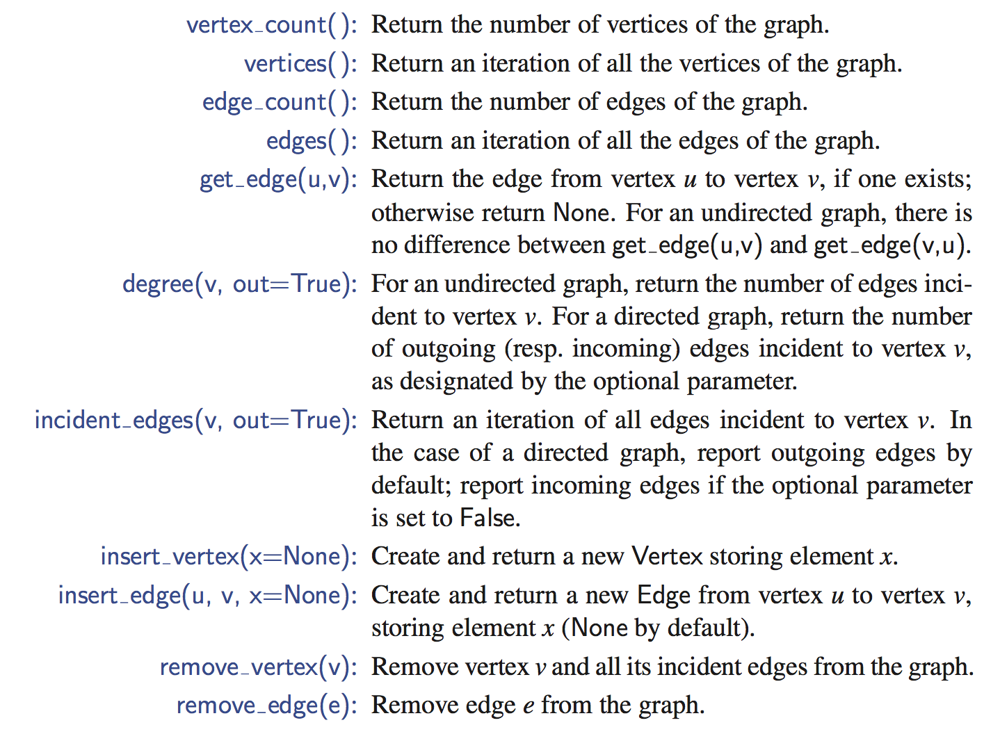 vertex_count(): Return the number of vertices of the graph.
vertices(): Return an iteration of all the vertices of the graph.
edge_count(): Return the number of edges of the graph.
edges(): Return an iteration of all the edges of the graph.
get_edge(u,v): Return the edge from vertex u to vertex v, if one exists;
otherwise return None. For an undirected graph, there is
no difference between get_edge(u,v) and get_edge(v,u).
degree(v, out=True): For an undirected graph, return the number of edges inci-
dent to vertex v. For a directed graph, return the number
of outgoing (resp. incoming) edges incident to vertex v,
as designated by the optional parameter.
incident_edges(v, out=True): Return an iteration of all edges incident to vertex v. In
the case of a directed graph, report outgoing edges by
default; report incoming edges if the optional parameter
is set to False.
insert_vertex(x=None): Create and return a new Vertex storing element x.
insert_edge(u, v, x=None): Create and return a new Edge from vertex u to vertex v,
storing element x (None by default).
remove_vertex(v): Remove vertex v and all its incident edges from the graph.
remove_edge(e): Remove edge e from the graph.